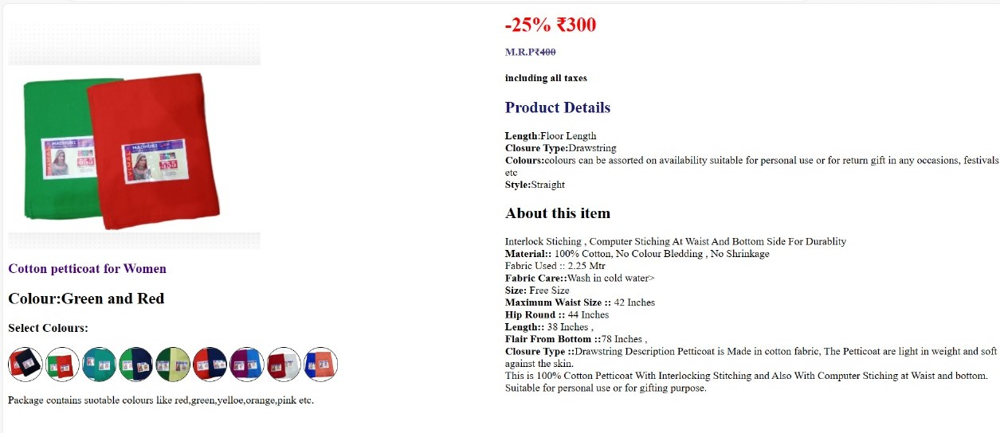 MADHURI
VIMAL
555
MADHURI
VIMAL
555
Cotton petticoat for Women
Colour:Green and Red
Select Colours:
Package contains suotable colours like red,green,yelloe,orange,pink etc.
-25% ₹300
M.R.P₹400
including all taxes
Product Details
Length:Floor Length
Closure Type:Drawstring
Colours:colours can be assorted on availability suitable for personal use or for return gift in any occasions, festivals
etc
Style:Straight
About this item
Interlock Stiching , Computer Stiching At Waist And Bottom Side For Durablity
Material:: 100% Cotton, No Colour Bledding , No Shrinkage
Fabric Used :: 2.25 Mtr
Fabric Care::Wash in cold water>
Size: Free Size
Maximum Waist Size :: 42 Inches
Hip Round :: 44 Inches
Length:: 38 Inches ,
Flair From Bottom ::78 Inches ,
Closure Type ::Drawstring Description Petticoat is Made in cotton fabric, The Petticoat are light in weight and soft
against the skin.
This is 100% Cotton Petticoat With Interlocking Stitching and Also With Computer Stiching at Waist and bottom.
Suitable for personal use or for gifting purpose.